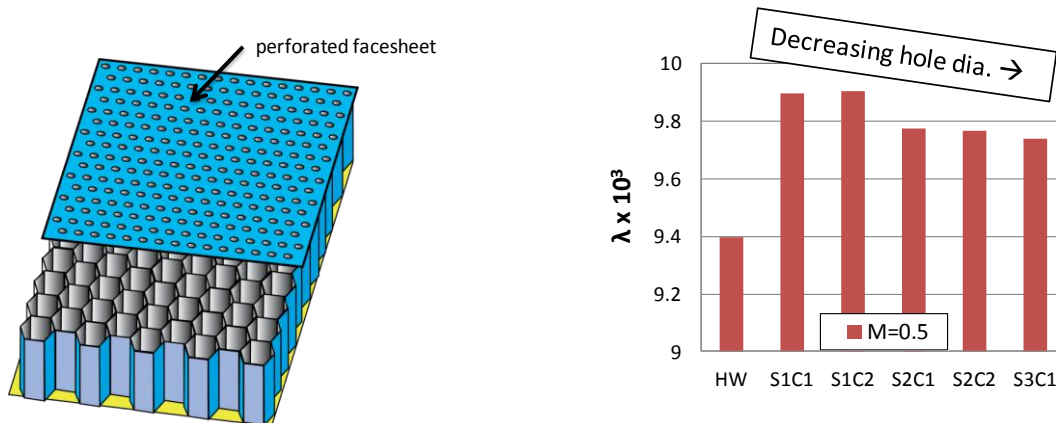 perforated facesheet
Decreasing hole dia. →
10
9.8
9.6
9.4
9.2
9
λ x 10³
M=0.5
HW S1C1 S1C2 S2C1 S2C2 S3C1